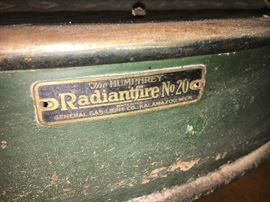 The HUMPHREY
Radiantfire No 20
GENERAL GAS LIGHT CO. KALAMAZOO, MICH.